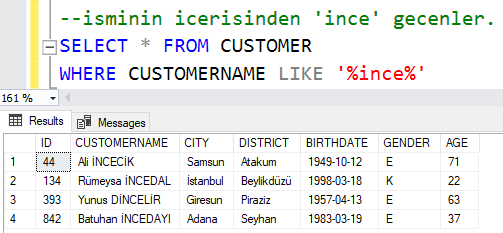 --isminin icerisinden 'ince' gecenler.
SELECT * FROM CUSTOMER
WHERE CUSTOMERNAME LIKE '%ince%'
161 %
Results Messages
ID CUSTOMERNAME CITY DISTRICT BIRTHDATE GENDER AGE
1 44 Ali İNCECİK Samsun Atakum 1949-10-12 E 71
2 134 Rümeysa İNCEDAL İstanbul Beylikdüzü 1998-03-18 K 22
3 393 Yunus DİNCELİR Giresun Piraziz 1957-04-13 E 63
4 842 Batuhan İNCEDAYI Adana Seyhan 1983-03-19 E 37